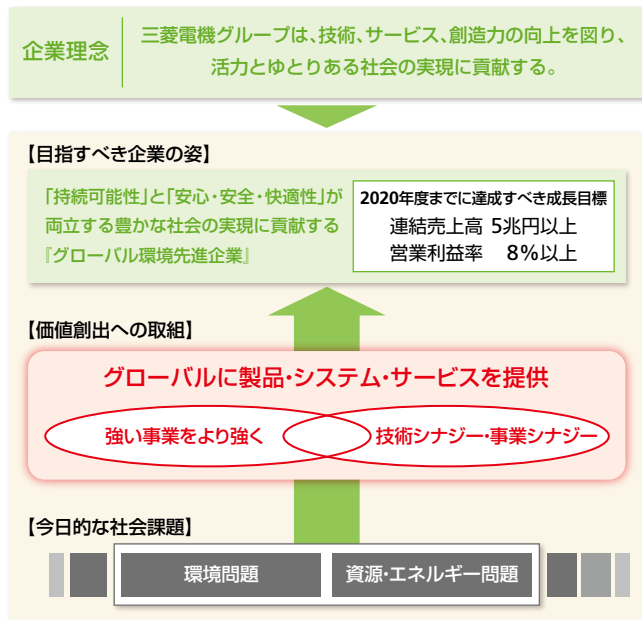 企業理念
三菱電機グループは、技術、サービス、創造力の向上を図り、
活力とゆとりある社会の実現に貢献する。
【目指すべき企業の姿】
「持続可能性」と「安心・安全・快適性」が
両立する豊かな社会の実現に貢献する
『グローバル環境先進企業』
2020年度までに達成すべき成長目標
連結売上高 5兆円以上
営業利益率 8%以上
【価値創出への取組】
グローバルに製品・システム・サービスを提供
強い事業をより強く
技術シナジー・事業シナジー
【今日的な社会課題】
環境問題
資源・エネルギー問題